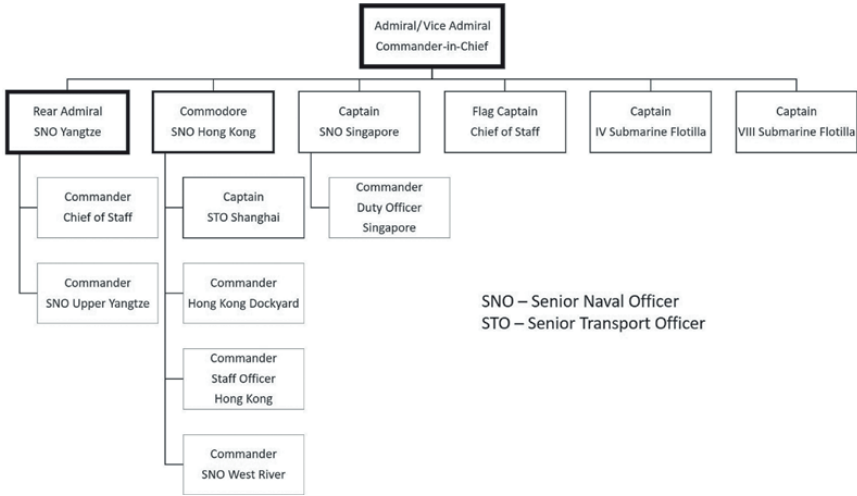 Admiral/Vice Admiral
Commander-in-Chief
Rear Admiral
SNO Yangtze
Commodore
SNO Hong Kong
Captain
SNO Singapore
Flag Captain
Chief of Staff
Captain
IV Submarine Flotilla
Captain
VIII Submarine Flotilla
Commander
Chief of Staff
Captain
STO Shanghai
Commander
Duty Officer
Singapore
Commander
SNO Upper Yangtze
Commander
Hong Kong Dockyard
SNO – Senior Naval Officer
STO – Senior Transport Officer
Commander
Staff Officer
Hong Kong
Commander
SNO West River